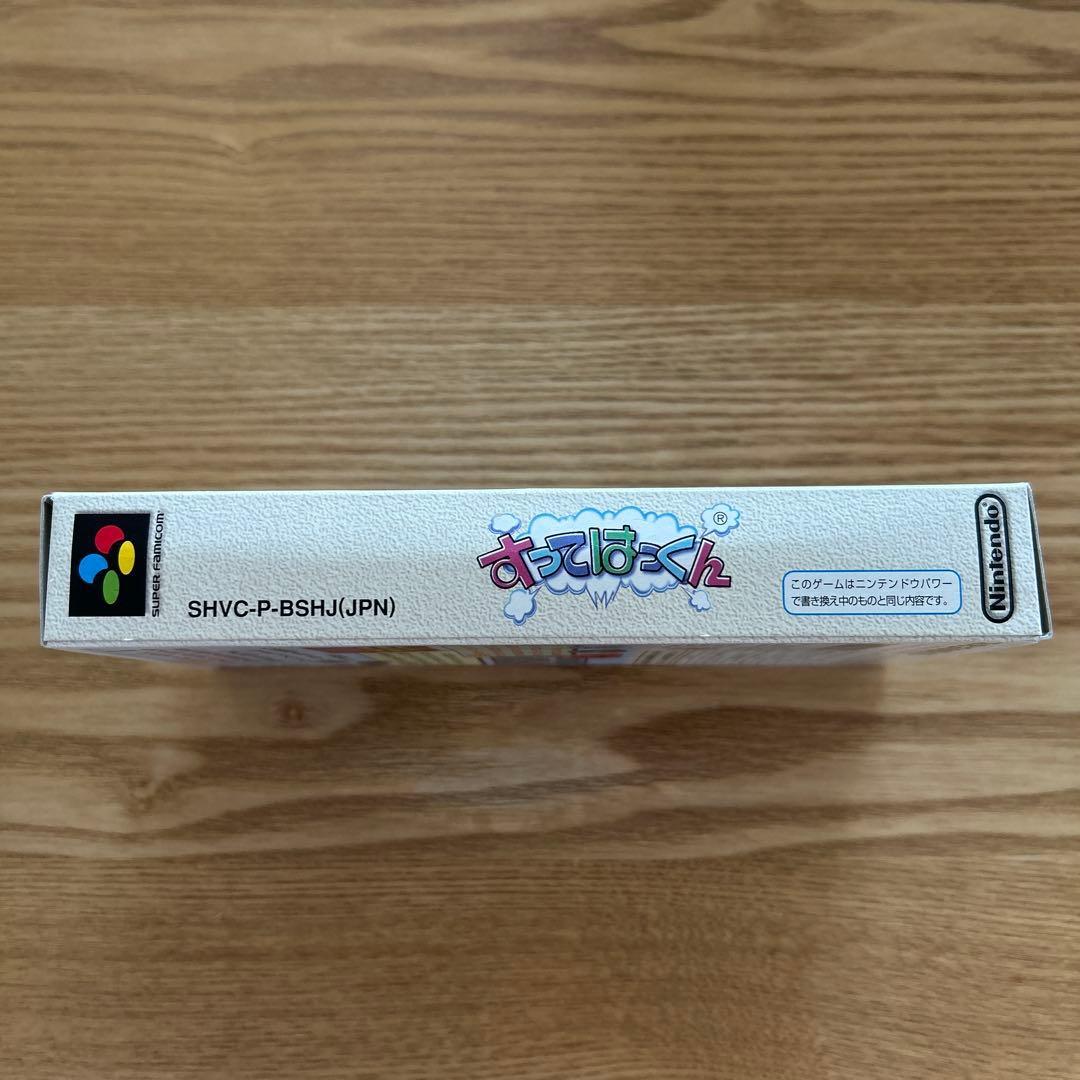 SUPER FAMICOM
SHVC-P-BSHJ(JPN)
すってはっくん®
このゲームはニンテンドウパワー
で書き換え中のものと同じ内容です。
Nintendo®